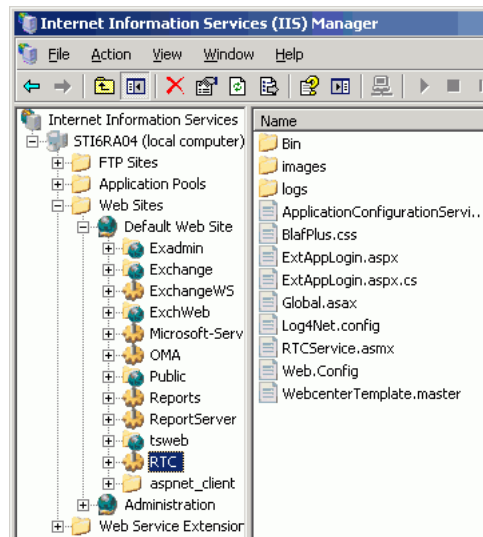 Internet Information Services (IIS) Manager
File Action View Window Help
Internet Information Services
STI6RA04 (local computer)
FTP Sites
Application Pools
Web Sites
Default Web Site
Exadmin
Exchange
ExchangeWS
ExchWeb
Microsoft-Serv
OMA
Public
Reports
ReportServer
tsweb
RTC
aspnet_client
Administration
Web Service Extension
Name
Bin
images
logs
ApplicationConfigurationServi...
BlafPlus.css
ExtAppLogin.aspx
ExtAppLogin.aspx.cs
Global.asax
Log4Net.config
RTCService.asmx
Web.Config
WebcenterTemplate.master